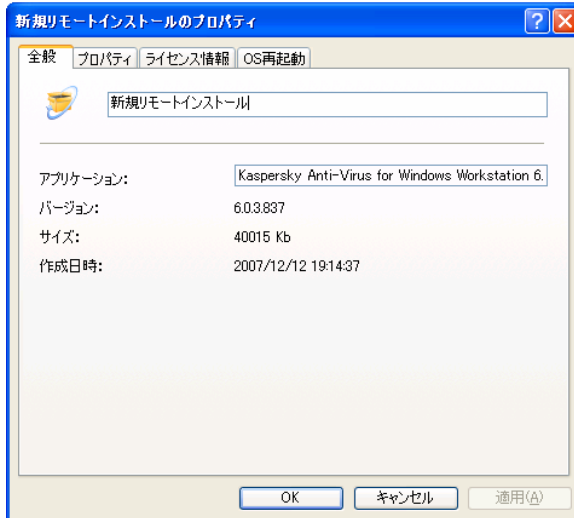 新規リモートインストールのプロパティ
全般 プロパティ ライセンス情報 OS再起動
新規リモートインストール
アプリケーション: Kaspersky Anti-Virus for Windows Workstation 6.
バージョン: 6.0.3.837
サイズ: 40015 Kb
作成日時: 2007/12/12 19:14:37
OK キャンセル 適用(A)